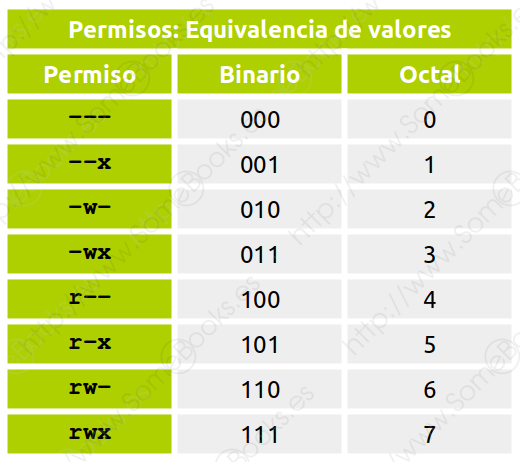 Permisos: Equivalencia de valores
Permiso Binario Octal
--- 000 0
--x 001 1
-w- 010 2
-wx 011 3
r-- 100 4
r-x 101 5
rw- 110 6
rwx 111 7
http://www.SomeBooks.es